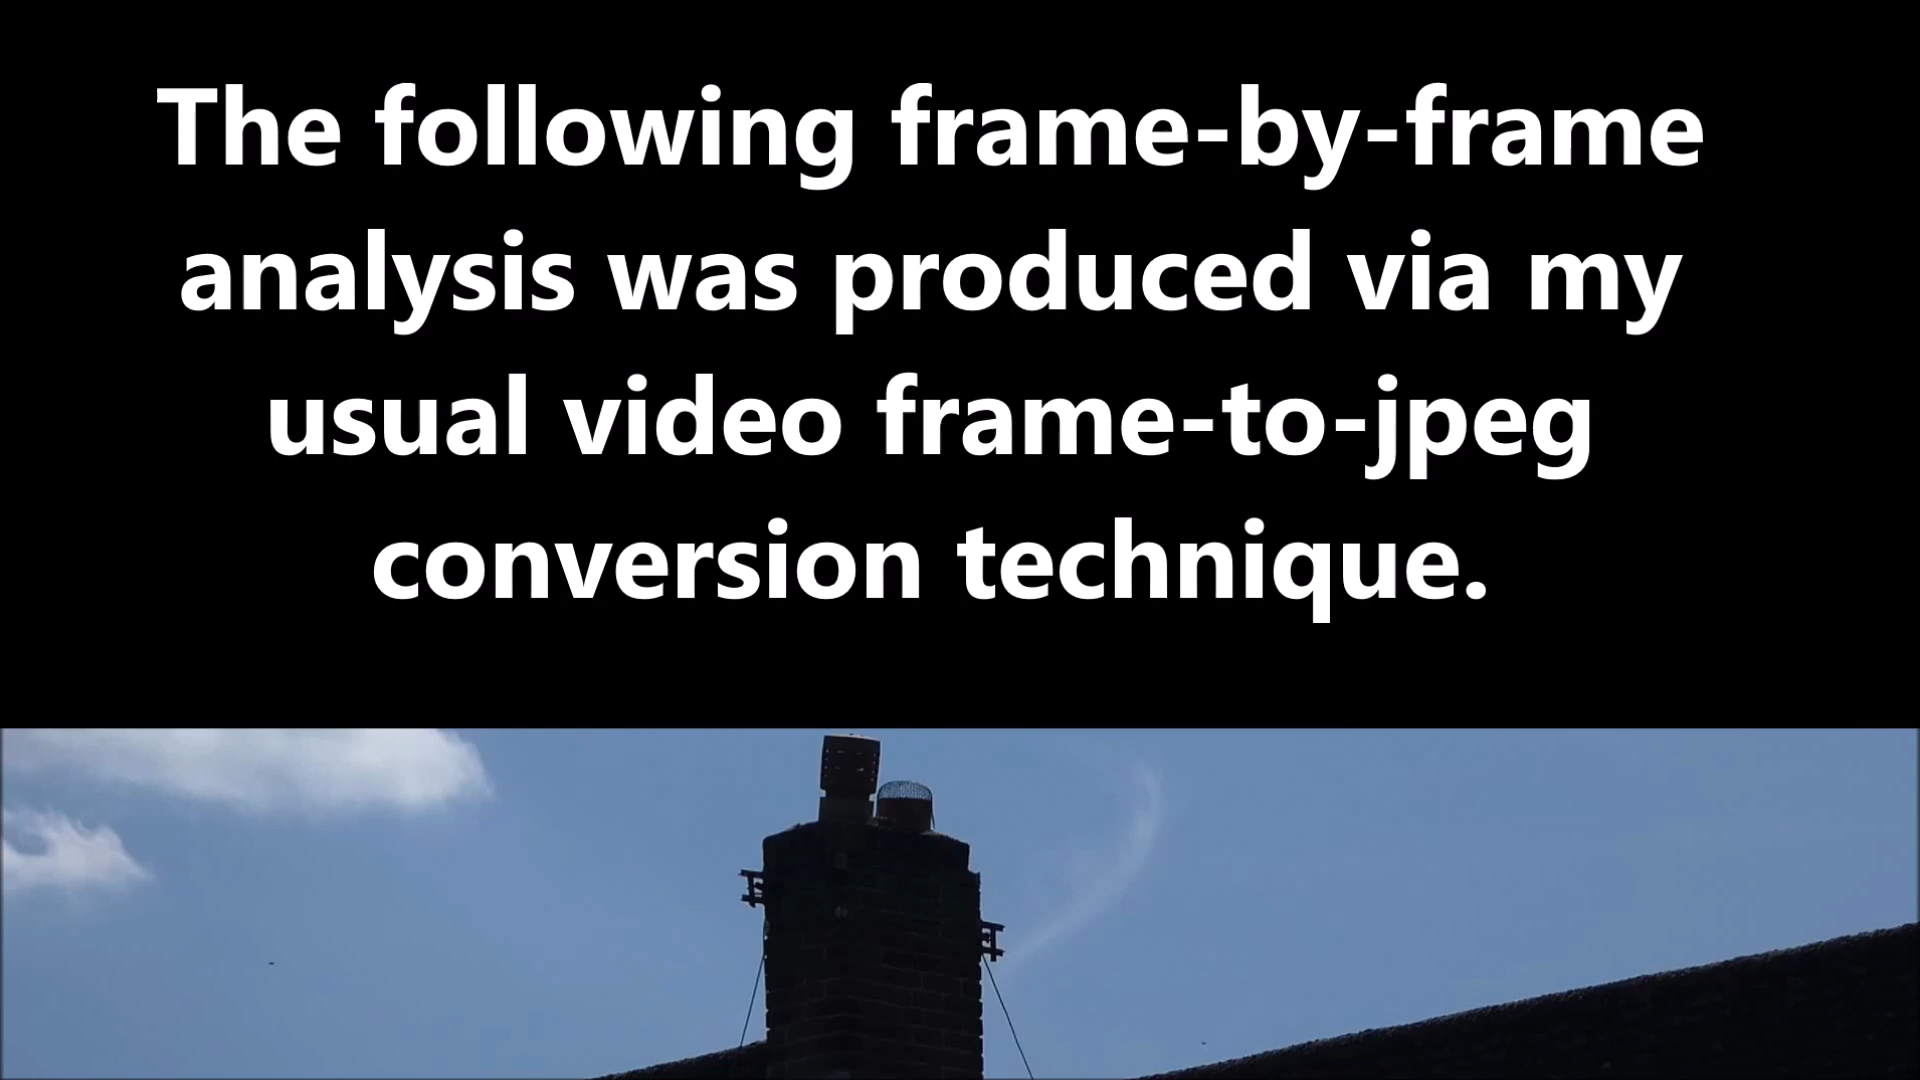 The following frame-by-frame
analysis was produced via my
usual video frame-to-jpeg
conversion technique.